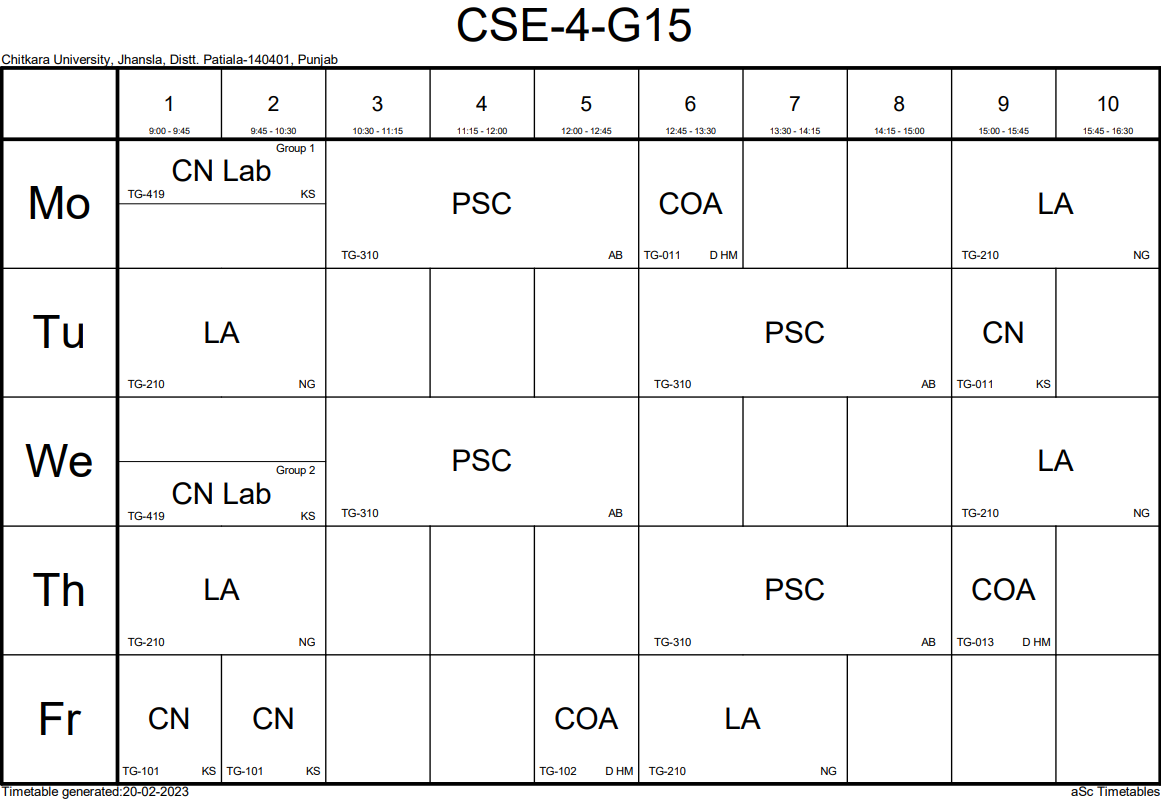 CSE-4-G15
Chitkara University, Jhansla, Distt. Patiala-140401, Punjab
1 2 3 4 5 6 7 8 9 10
9:00 - 9:45 9:45 - 10:30 10:30 - 11:15 11:15 - 12:00 12:00 - 12:45 12:45 - 13:30 13:30 - 14:15 14:15 - 15:00 15:00 - 15:45 15:45 - 16:30
Mo
Group 1
CN Lab
TG-419 KS
PSC
TG-310 AB
COA
TG-011 D HM
LA
TG-210 NG
Tu
LA
TG-210 NG
PSC
TG-310 AB
CN
TG-011 KS
We
Group 2
CN Lab
TG-419 KS
PSC
TG-310 AB
LA
TG-210 NG
Th
LA
TG-210 NG
PSC
TG-310 AB
COA
TG-013 D HM
Fr
CN
TG-101 KS
CN
TG-101 KS
COA
TG-102 D HM
LA
TG-210 NG
Timetable generated:20-02-2023 aSc Timetables